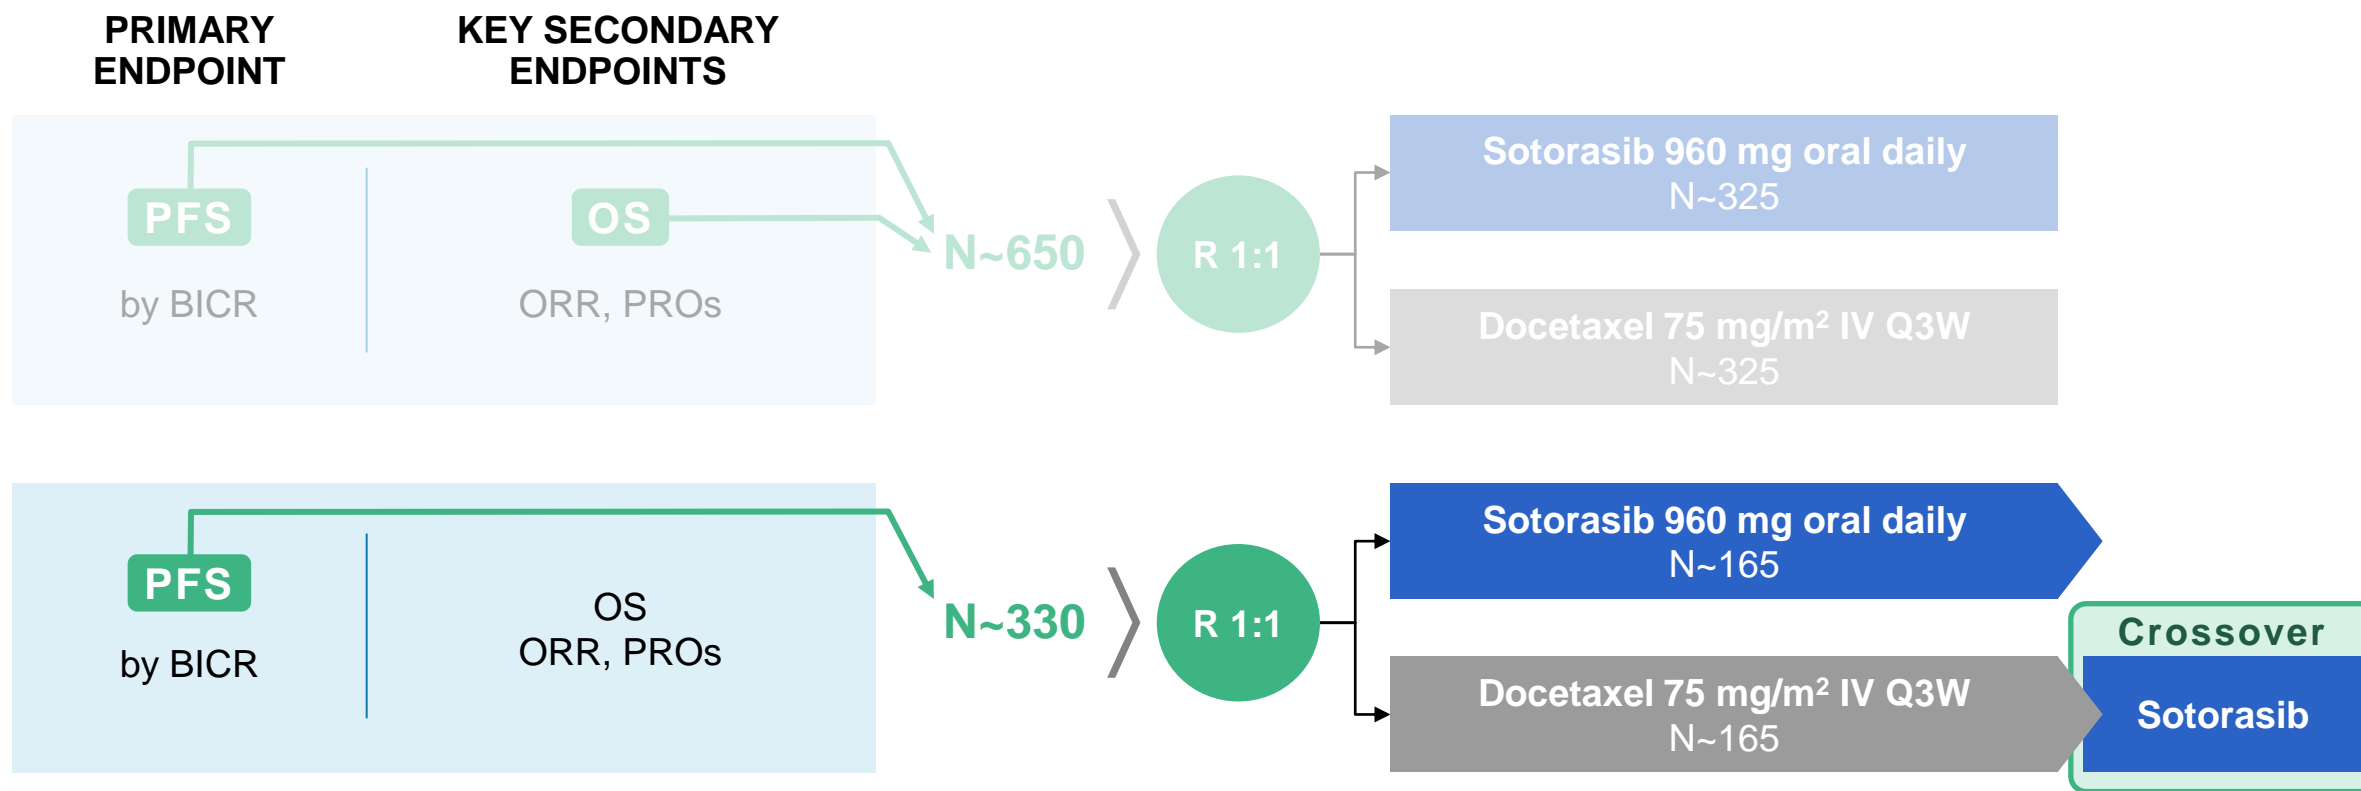 PRIMARY
ENDPOINT
KEY SECONDARY
ENDPOINTS
PFS
by BICR
OS
ORR, PROs
N~650
R 1:1
Sotorasib 960 mg oral daily
N~325
Docetaxel 75 mg/m² IV Q3W
N~325
PFS
by BICR
OS
ORR, PROs
N~330
R 1:1
Sotorasib 960 mg oral daily
N~165
Docetaxel 75 mg/m² IV Q3W
N~165
Crossover
Sotorasib